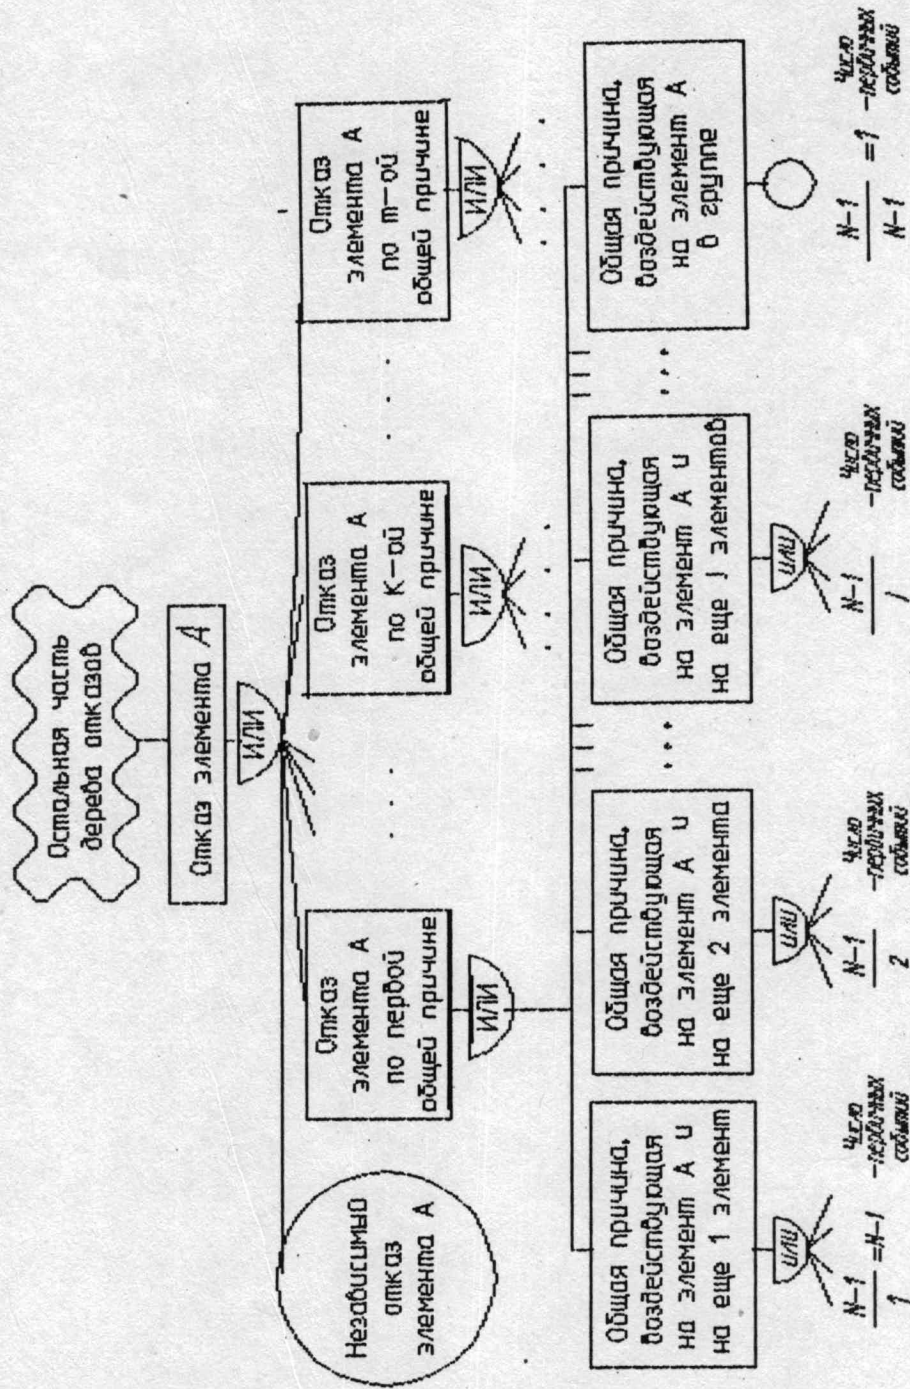 Остальная часть
дерева отказов
Отказ элемента А
ИЛИ
Независимо
отказ
элемента А
Отказ
элемента А
по первой
общей причине
ИЛИ
Отказ
элемента А
по К-ой
общей причине
ИЛИ
Отказ
элемента А
по m-ой
общей причине
ИЛИ
Общая причина,
воздействующая
на элемент А и
на еще 1 элемент
ИЛИ
Общая причина,
воздействующая
на элемент А и
на еще 2 элемента
ИЛИ
Общая причина,
воздействующая
на элемент А и
на еще j элементов
ИЛИ
Общая причина,
воздействующая
на элемент А
в группе
N-1
1
=N-1
Число
-первичных
событий
N-1
2
Число
-первичных
событий
N-1
j
Число
-первичных
событий
N-1
N-1
=1
Число
-первичных
событий